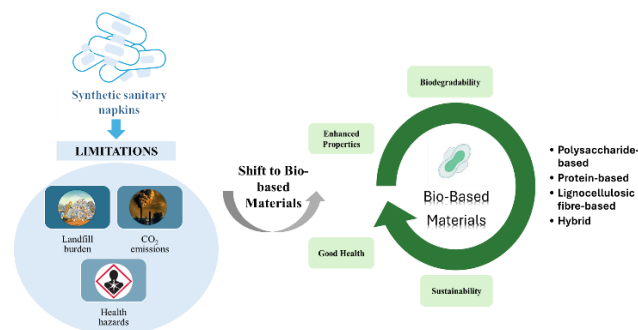 Synthetic sanitary
napkins
LIMITATIONS
Landfill
burden
CO₂
emissions
Health
hazards
Shift to Bio-
based
Materials
Enhanced
Properties
Biodegradability
Good Health
Sustainability
Bio-Based
Materials
• Polysaccharide-
based
• Protein-based
• Lignocellulosic
fibre-based
• Hybrid